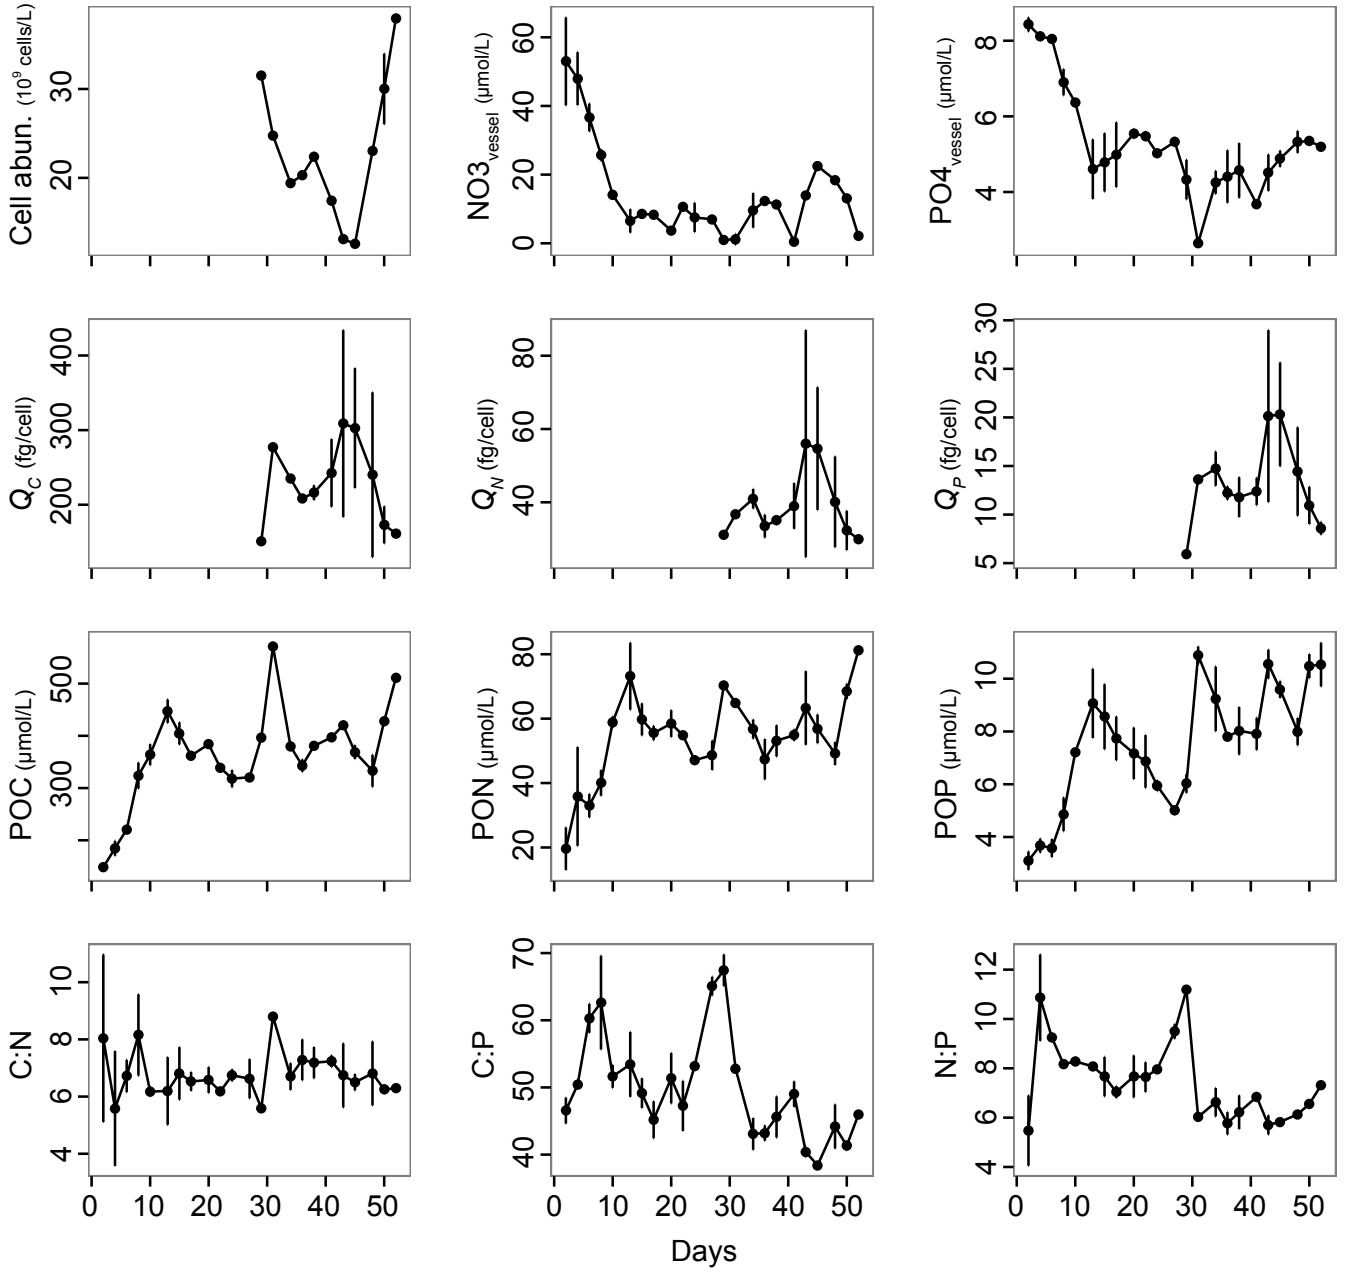 Cell abun. (10⁹ cells/L)
20 30
NO3vessel (μmol/L)
0 20 40 60
PO4vessel (μmol/L)
4 6 8
QC (fg/cell)
200 300 400
QN (fg/cell)
40 60 80
QP (fg/cell)
5 10 15 20 25 30
POC (μmol/L)
300 500
PON (μmol/L)
20 40 60 80
POP (μmol/L)
4 6 8 10
C:N
4 6 8 10
C:P
40 50 60 70
N:P
4 6 8 10 12
0 10 20 30 40 50
0 10 20 30 40 50
0 10 20 30 40 50
Days